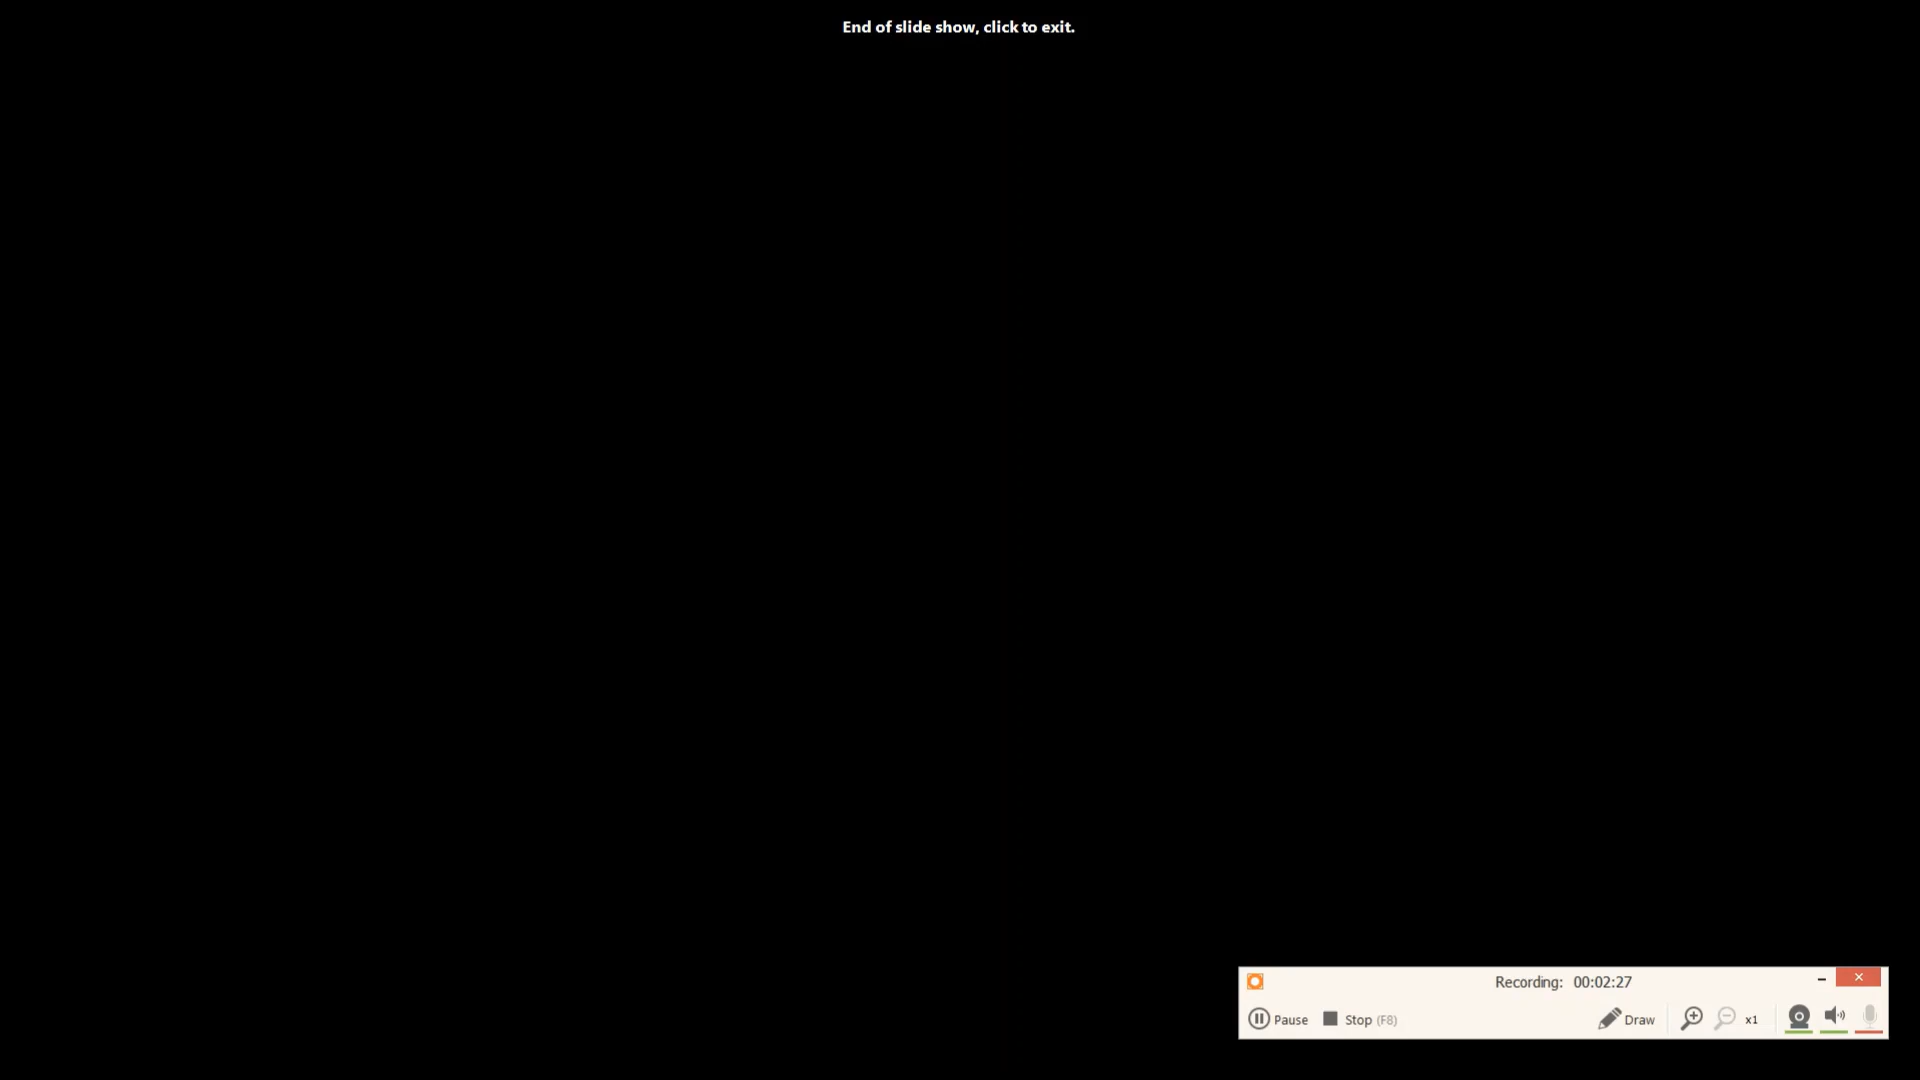 End of slide show, click to exit.
Recording: 00:02:27
Pause Stop (F8) Draw x1